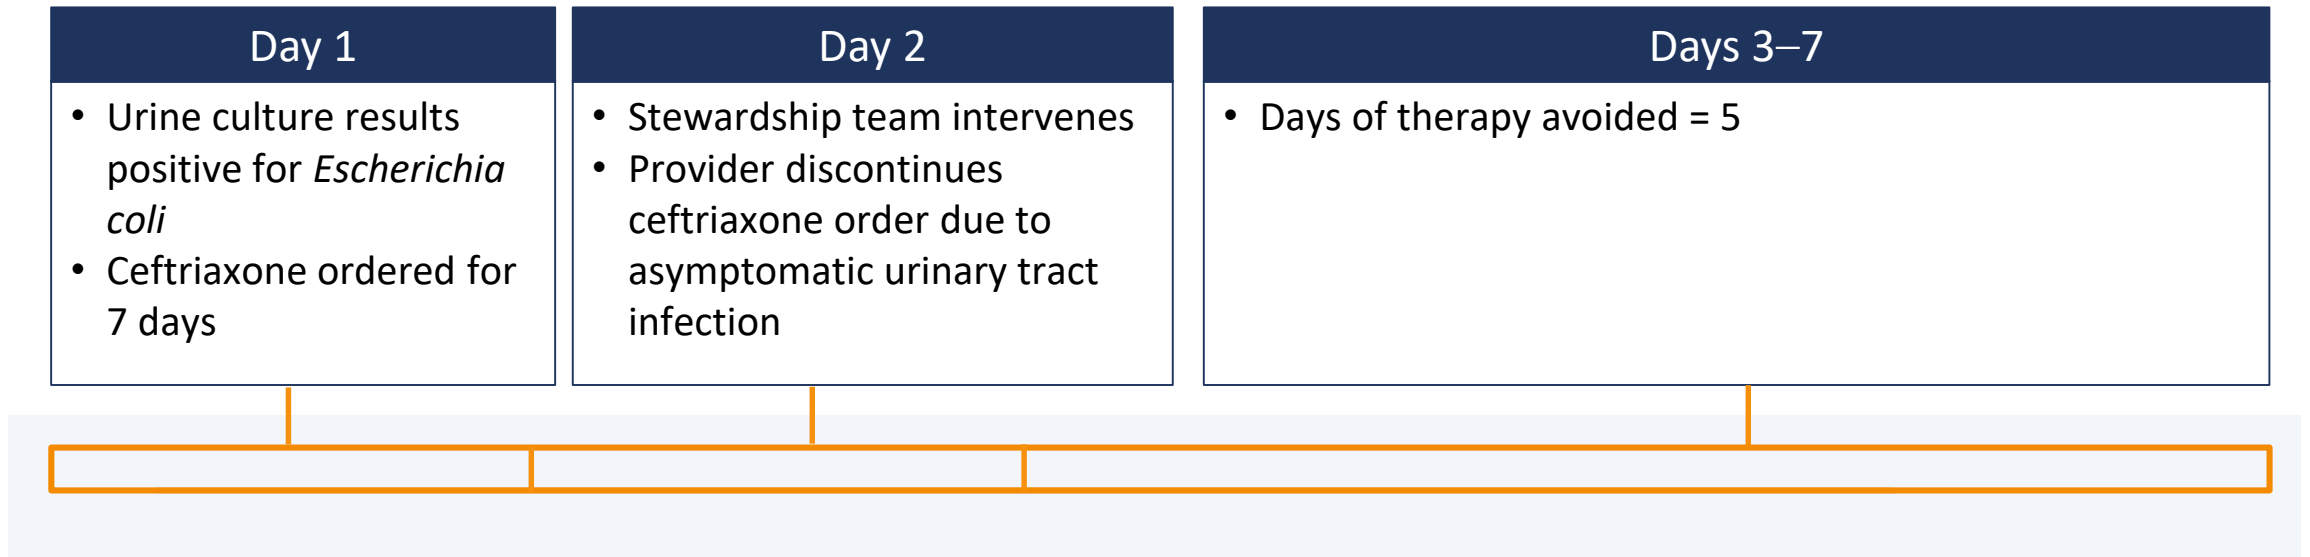 Day 1
• Urine culture results
positive for Escherichia
coli
• Ceftriaxone ordered for
7 days
Day 2
• Stewardship team intervenes
• Provider discontinues
ceftriaxone order due to
asymptomatic urinary tract
infection
Days 3–7
• Days of therapy avoided = 5